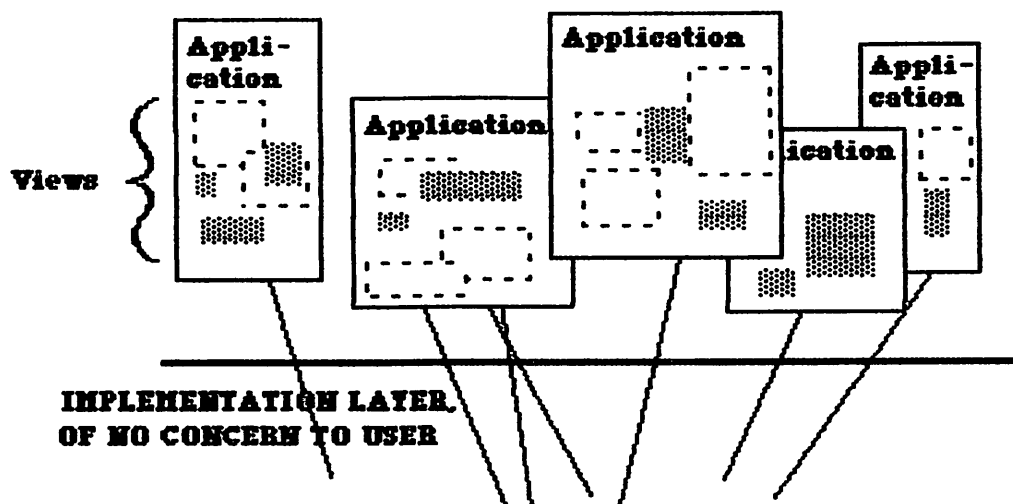 Appli-
cation
Application
Application
ication
Appli-
cation
Views
IMPLEMENTATION LAYER,
OF NO CONCERN TO USER